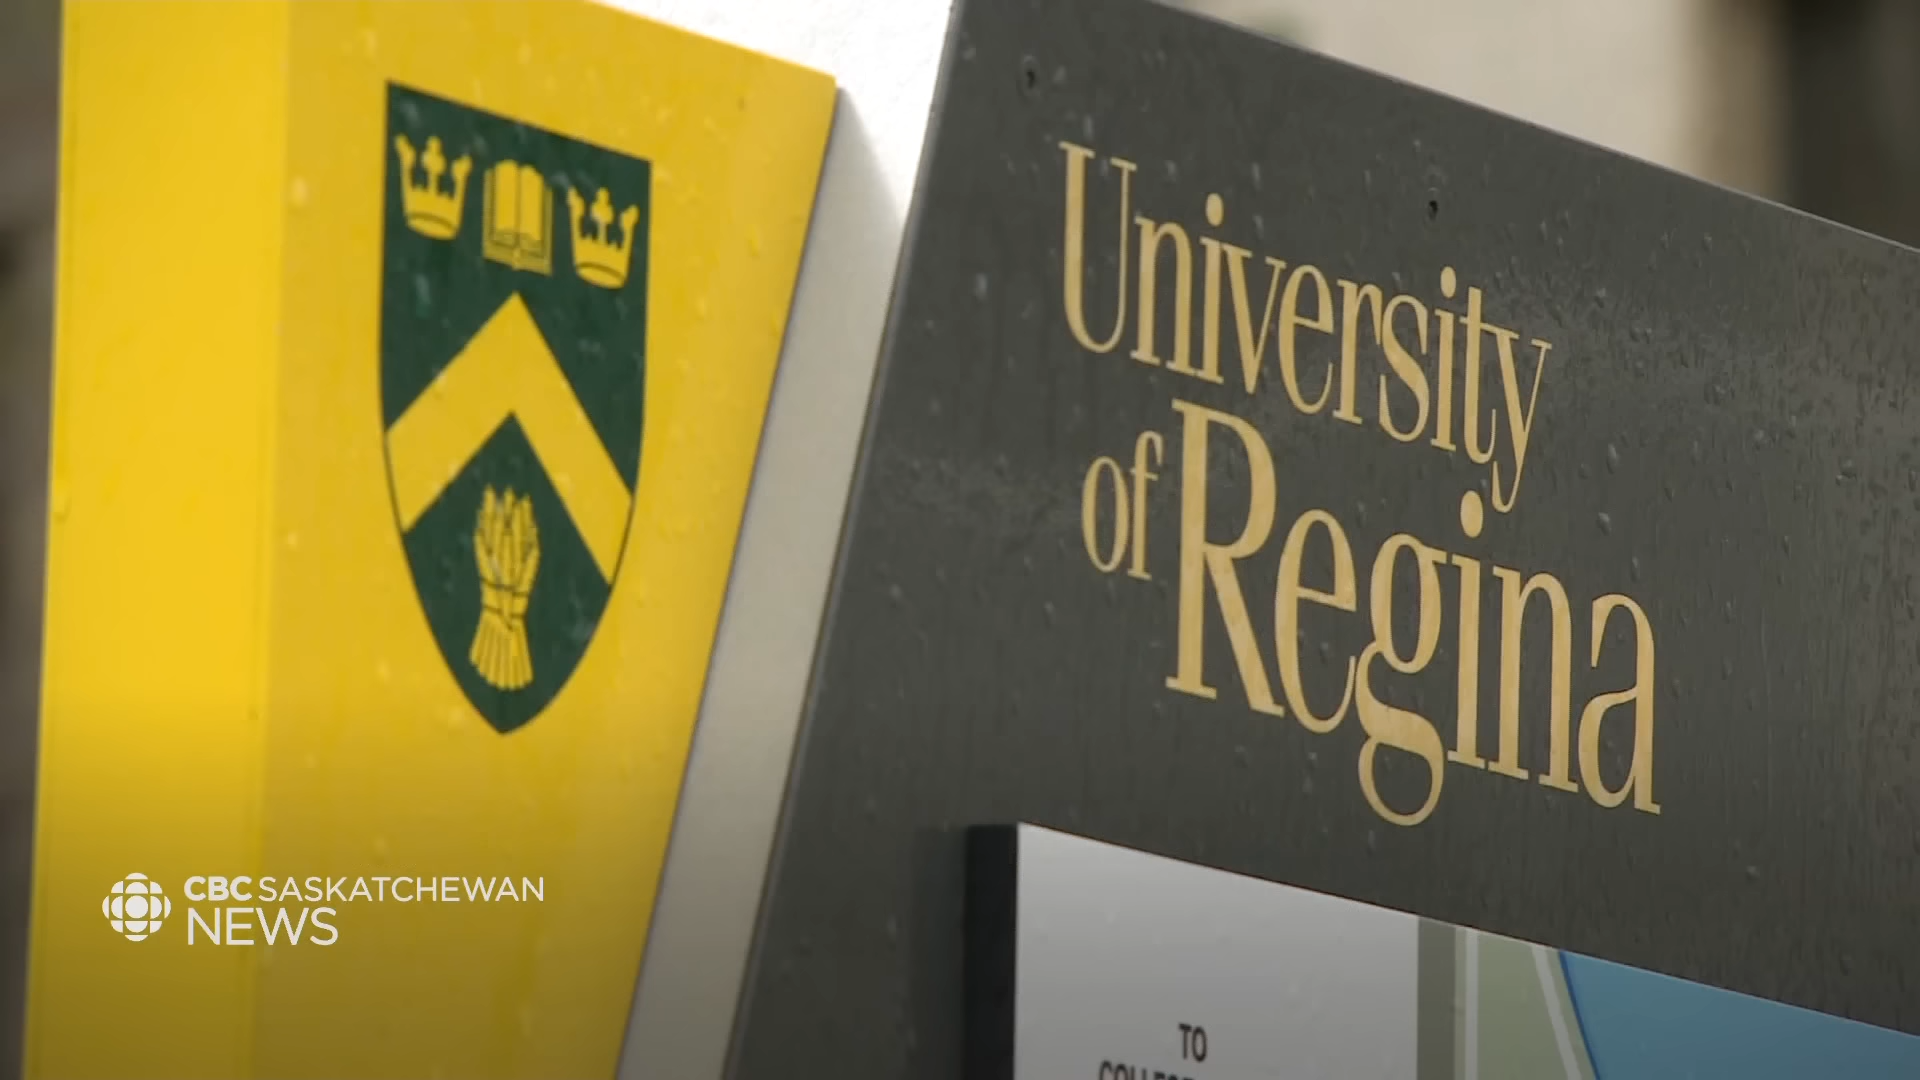 University
of Regina
CBC SASKATCHEWAN
NEWS
TO